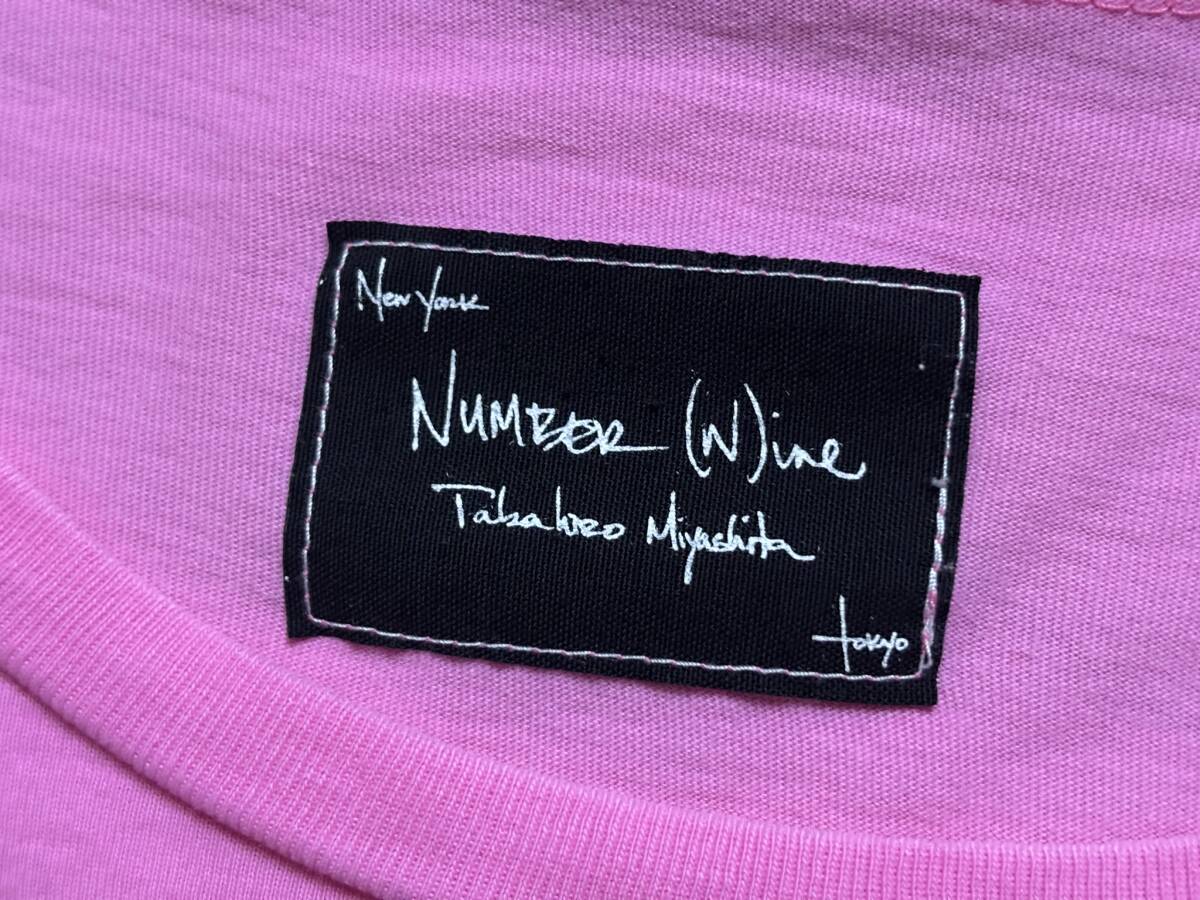 New York
NUMBER (N)ine
Takahiro Miyashita
tokyo